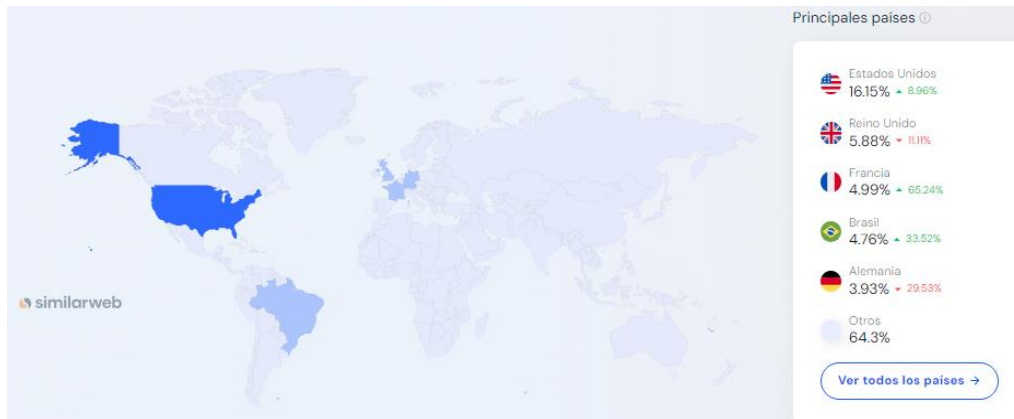 Principales países
Estados Unidos
16.15% 8.96%
Reino Unido
5.88% 11.11%
Francia
4.99% 65.24%
Brasil
4.76% 33.52%
Alemania
3.93% 29.53%
Otros
64.3%
Ver todos los países →
similarweb